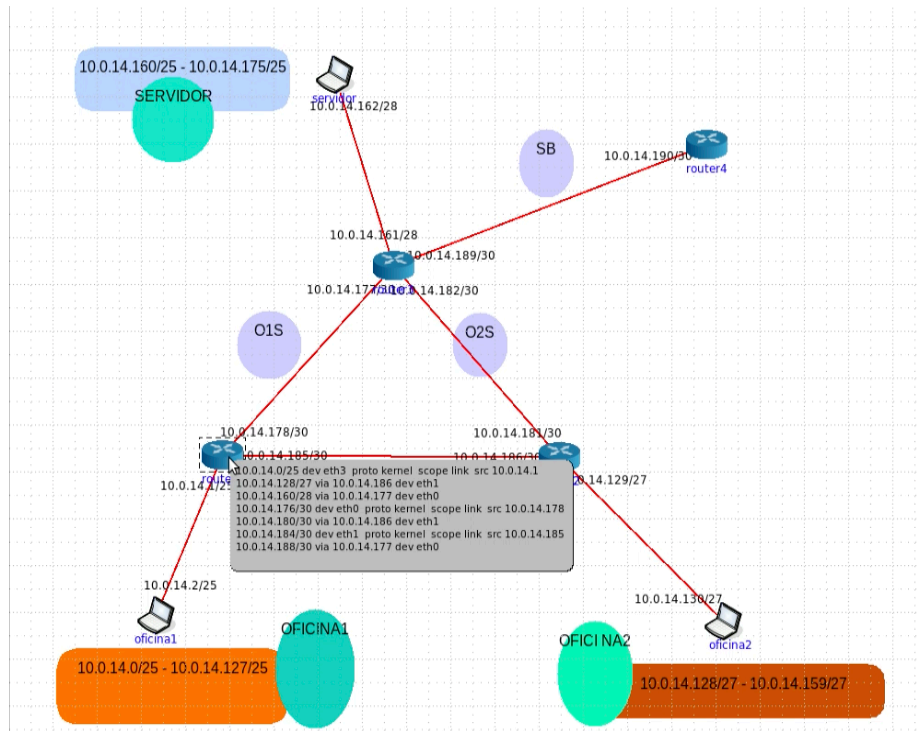 10.0.14.160/25 - 10.0.14.175/25
SERVIDOR
servidor
10.0.14.162/28
SB
10.0.14.190/30
router4
10.0.14.161/28
10.0.14.189/30
10.0.14.177/30
10.0.14.182/30
O1S
O2S
10.0.14.178/30
10.0.14.181/30
10.0.14.185/30
10.0.14.0/25 dev eth3 proto kernel scope link src 10.0.14.1
10.0.14.128/27 via 10.0.14.186 dev eth1
10.0.14.160/28 via 10.0.14.177 dev eth0
10.0.14.176/30 dev eth0 proto kernel scope link src 10.0.14.178
10.0.14.180/30 via 10.0.14.186 dev eth1
10.0.14.184/30 dev eth1 proto kernel scope link src 10.0.14.185
10.0.14.188/30 via 10.0.14.177 dev eth0
0.14.129/27
10.0.14.2/25
oficina1
10.0.14.130/27
oficina2
OFICiNA1
OFICI NA2
10.0.14.0/25 - 10.0.14.127/25
10.0.14.128/27 - 10.0.14.159/27